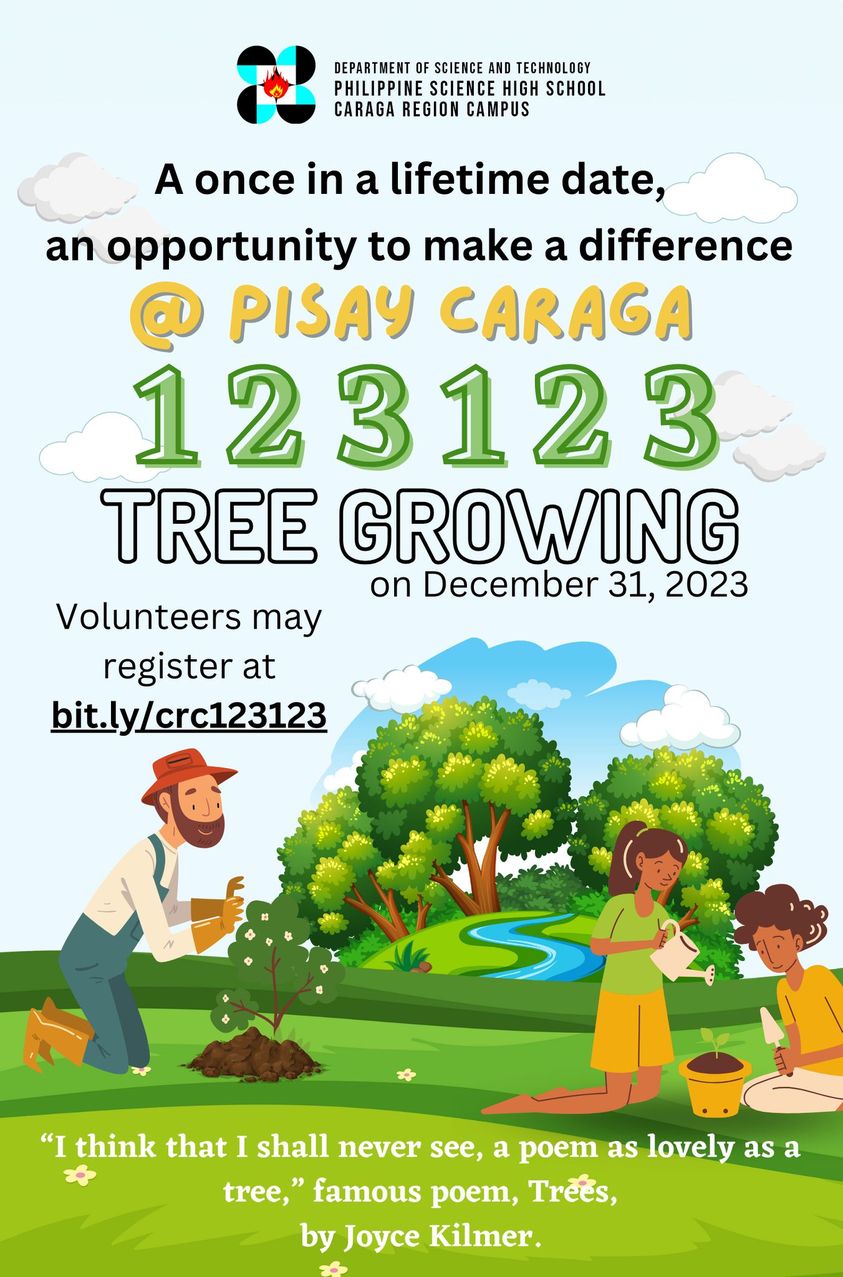 DEPARTMENT OF SCIENCE AND TECHNOLOGY
PHILIPPINE SCIENCE HIGH SCHOOL
CARAGA REGION CAMPUS
A once in a lifetime date,
an opportunity to make a difference
@ PISAY CARAGA
123123
TREE GROWING
on December 31, 2023
Volunteers may
register at
bit.ly/crc123123
“I think that I shall never see, a poem as lovely as a
tree,” famous poem, Trees,
by Joyce Kilmer.